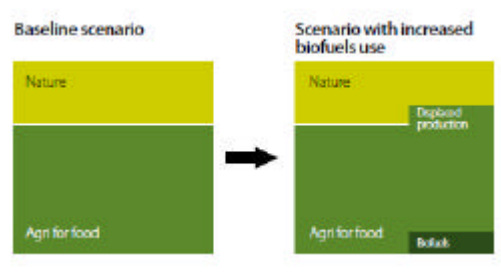 Baseline scenario
Scenario with increased
biofuels use
Nature
Nature
Displaced
production
Agri for food
Agri for food
Biofuels